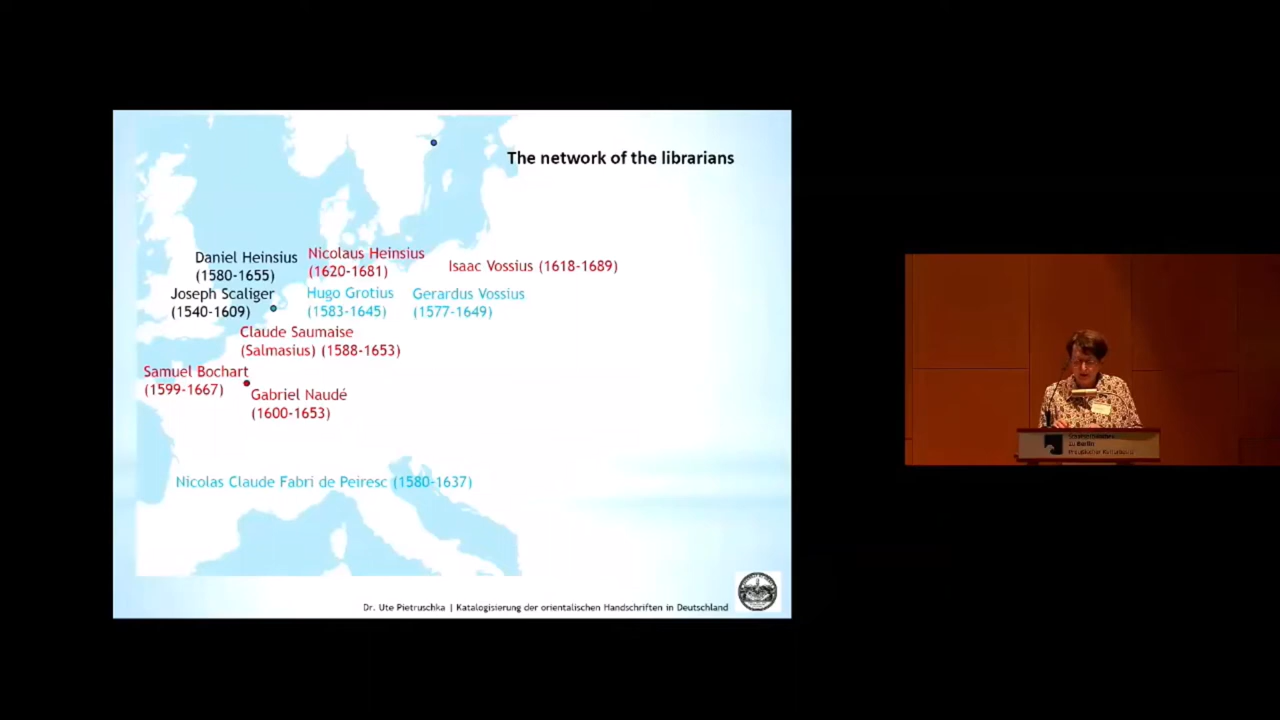 The network of the librarians
Daniel Heinsius
(1580-1655)
Nicolaus Heinsius
(1620-1681)
Isaac Vossius (1618-1689)
Joseph Scaliger
(1540-1609)
Hugo Grotius
(1583-1645)
Gerardus Vossius
(1577-1649)
Claude Saumaise
(Salmasius) (1588-1653)
Samuel Bochart
(1599-1667)
Gabriel Naudé
(1600-1653)
Nicolas Claude Fabri de Peiresc (1580-1637)
Dr. Ute Pietruschka | Katalogisierung der orientalischen Handschriften in Deutschland
zu Berlin